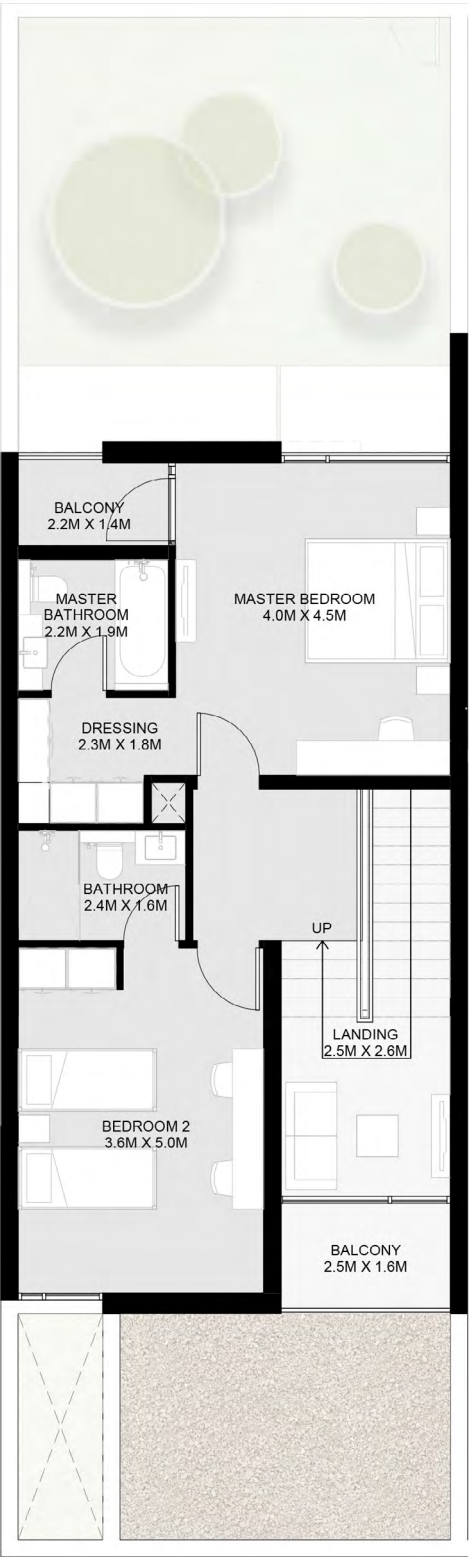 BALCONY
2.2M X 1.4M
MASTER
BATHROOM
2.2M X 1.9M
MASTER BEDROOM
4.0M X 4.5M
DRESSING
2.3M X 1.8M
BATHROOM
2.4M X 1.6M
UP
LANDING
2.5M X 2.6M
BEDROOM 2
3.6M X 5.0M
BALCONY
2.5M X 1.6M